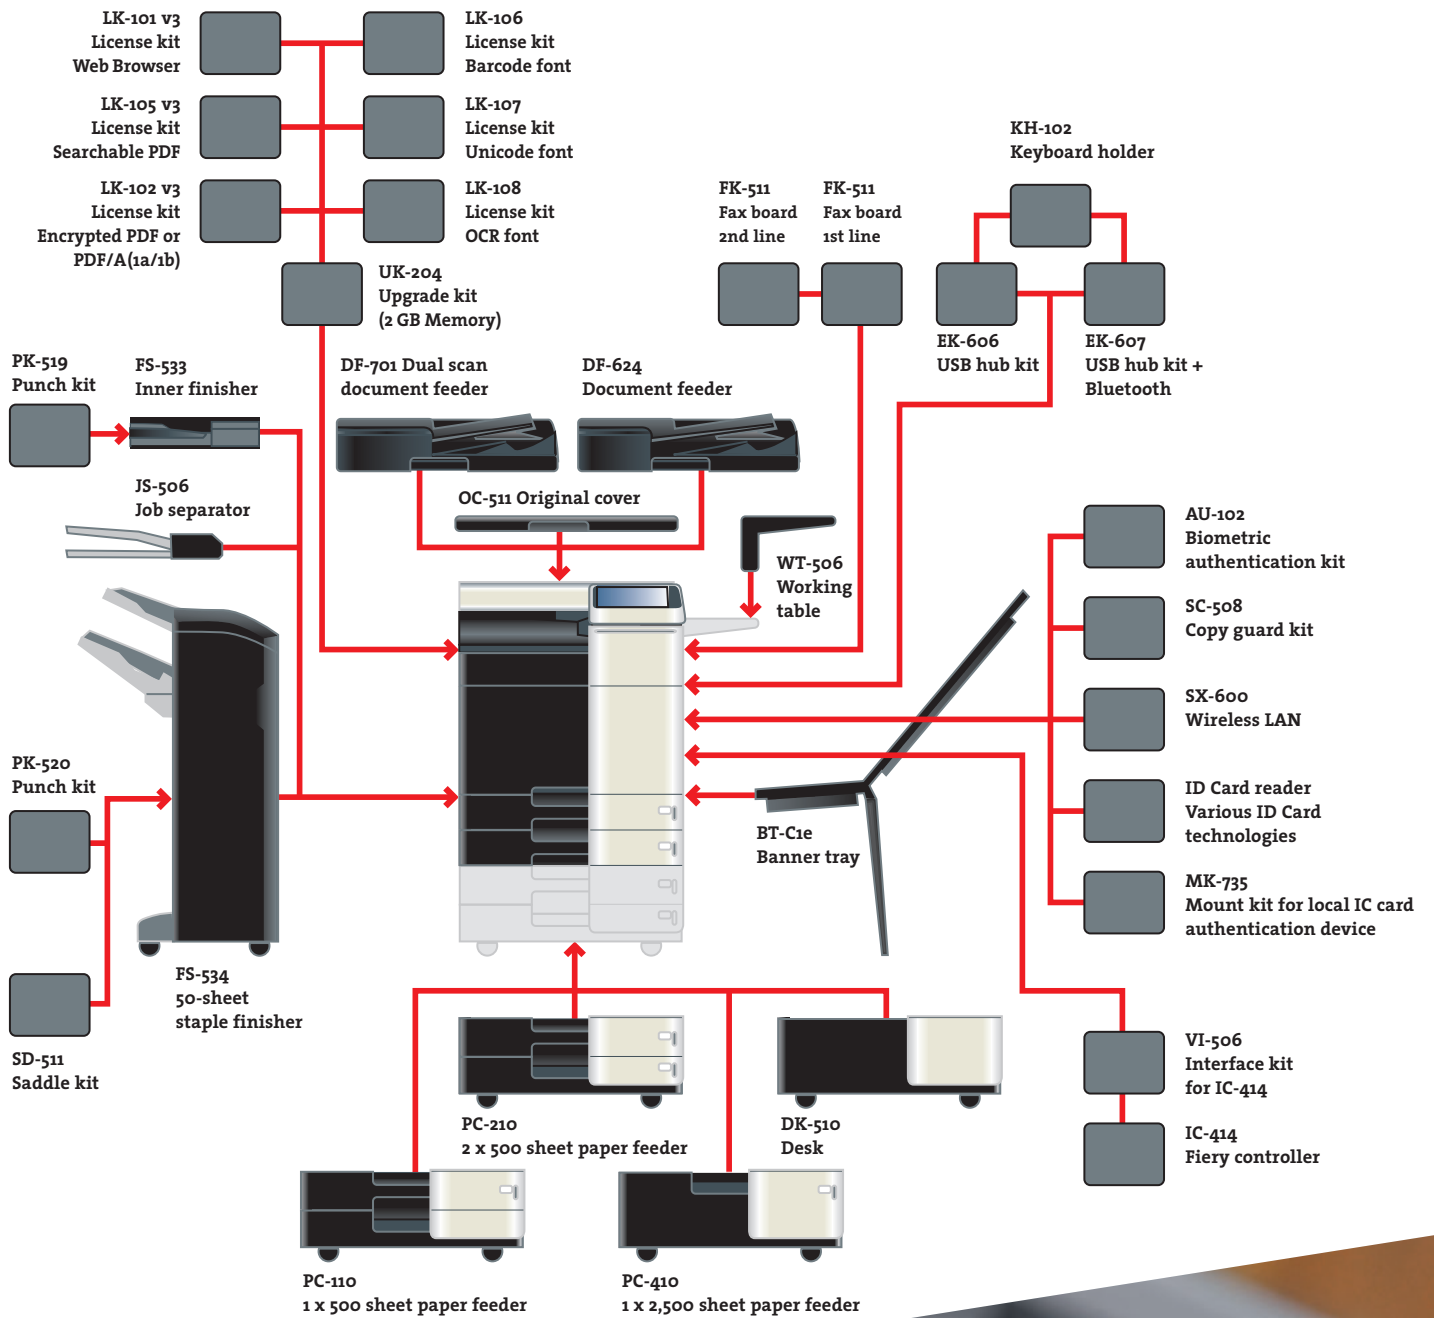 LK-101 v3
License kit
Web Browser
LK-106
License kit
Barcode font
LK-105 v3
License kit
Searchable PDF
LK-107
License kit
Unicode font
LK-102 v3
License kit
Encrypted PDF or
PDF/A(1a/1b)
LK-108
License kit
OCR font
UK-204
Upgrade kit
(2 GB Memory)
FK-511
Fax board
2nd line
FK-511
Fax board
1st line
KH-102
Keyboard holder
EK-606
USB hub kit
EK-607
USB hub kit +
Bluetooth
PK-519
Punch kit
FS-533
Inner finisher
DF-701 Dual scan
document feeder
DF-624
Document feeder
JS-506
Job separator
OC-511 Original cover
WT-506
Working
table
AU-102
Biometric
authentication kit
SC-508
Copy guard kit
SX-600
Wireless LAN
ID Card reader
Various ID Card
technologies
MK-735
Mount kit for local IC card
authentication device
PK-520
Punch kit
BT-C1e
Banner tray
FS-534
50-sheet
staple finisher
SD-511
Saddle kit
VI-506
Interface kit
for IC-414
IC-414
Fiery controller
PC-210
2 x 500 sheet paper feeder
DK-510
Desk
PC-110
1 x 500 sheet paper feeder
PC-410
1 x 2,500 sheet paper feeder